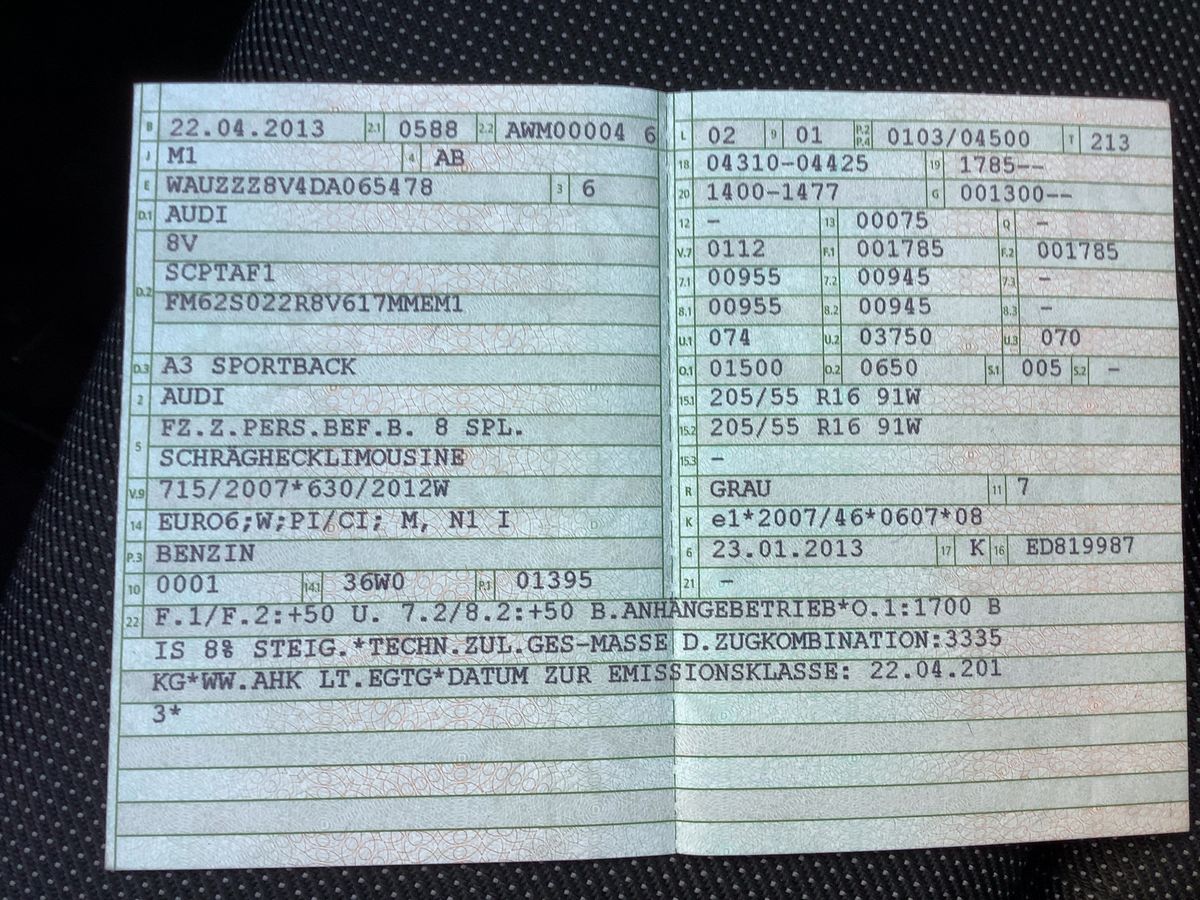 B 22.04.2013 2.1 0588 2.2 AWM00004 6
J M1 4 AB
E WAUZZZ8V4DA065478 3 6
D.1 AUDI
D.2 8V
SCPTAF1
FM62S022R8V617MMEM1
D.3 A3 SPORTBACK
2 AUDI
5 FZ.Z.PERS.BEF.B. 8 SPL.
SCHRÄGHECKLIMOUSINE
V.9 715/2007*630/2012W
14 EURO6;W;PI/CI; M, N1 I
P.3 BENZIN
10 0001 14.1 36W0 P.1 01395
L 02 9 01 P.2 P.4 0103/04500 T 213
18 04310-04425 19 1785--
20 1400-1477 G 001300--
12 - 13 00075 Q -
V.7 0112 F.1 001785 F.2 001785
7.1 00955 7.2 00945 7.3 -
8.1 00955 8.2 00945 8.3 -
U.1 074 U.2 03750 U.3 070
O.1 01500 O.2 0650 S.1 005 S.2 -
15.1 205/55 R16 91W
15.2 205/55 R16 91W
15.3 -
R GRAU 11 7
K e1*2007/46*0607*08
6 23.01.2013 17 K 16 ED819987
21 -
22 F.1/F.2:+50 U. 7.2/8.2:+50 B.ANHÄNGEBETRIEB*O.1:1700 B
IS 8% STEIG.*TECHN.ZUL.GES-MASSE D.ZUGKOMBINATION:3335
KG*WW.AHK LT.EGTG*DATUM ZUR EMISSIONSKLASSE: 22.04.201
3*